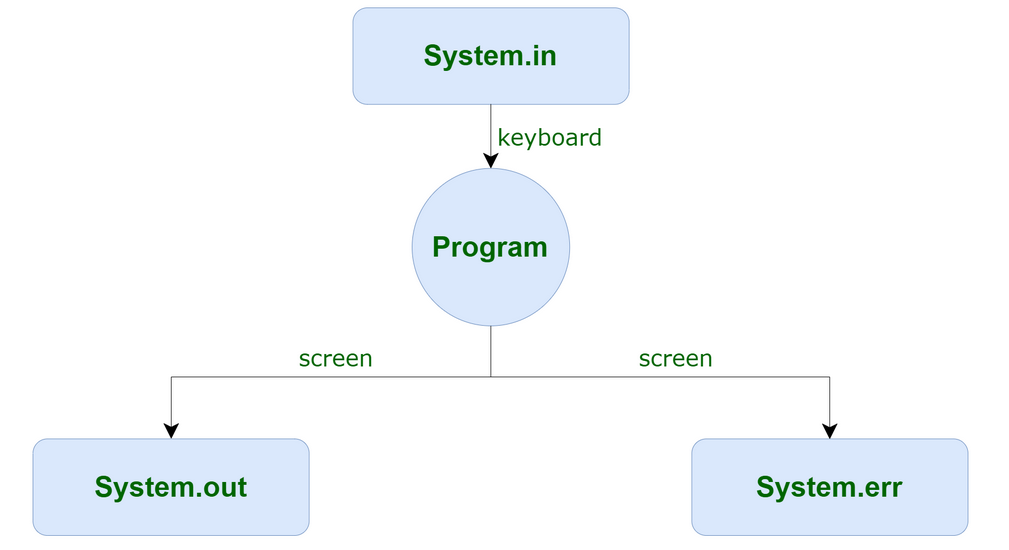 System.in
keyboard
Program
screen
screen
System.out
System.err